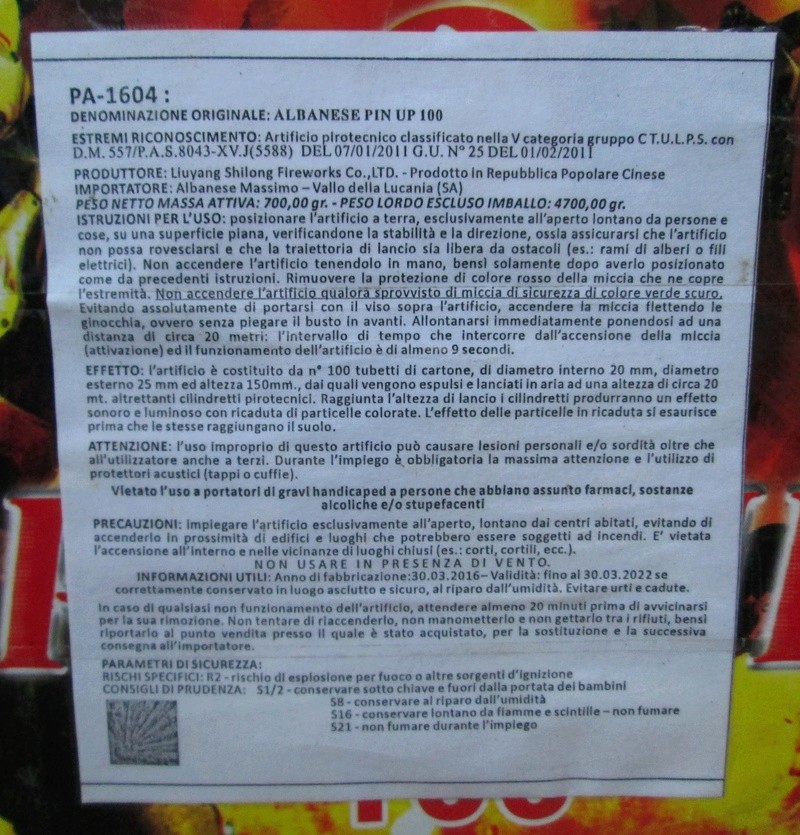 PA-1604 :
DENOMINAZIONE ORIGINALE: ALBANESE PIN UP 100
ESTREMI RICONOSCIMENTO: Artificio pirotecnico classificato nella V categoria gruppo C T.U.L.P.S. con
D.M. 557/P.A.S.8043-XV.J(5588) DEL 07/01/2011 G.U. N° 25 DEL 01/02/2011
PRODUTTORE: Liuyang Shilong Fireworks Co.,LTD. - Prodotto in Repubblica Popolare Cinese
IMPORTATORE: Albanese Massimo – Vallo della Lucania (SA)
PESO NETTO MASSA ATTIVA: 700,00 gr. - PESO LORDO ESCLUSO IMBALLO: 4700,00 gr.
ISTRUZIONI PER L'USO: posizionare l'artificio a terra, esclusivamente all'aperto lontano da persone e
cose, su una superficie piana, verificandone la stabilità e la direzione, ossia assicurarsi che l'artificio
non possa rovesciarsi e che la traiettoria di lancio sia libera da ostacoli (es.: rami di alberi o fili
elettrici). Non accendere l'artificio tenendolo in mano, bensì solamente dopo averlo posizionato
come da precedenti istruzioni. Rimuovere la protezione di colore rosso della miccia che ne copre
l'estremità. Non accendere l'artificio qualora sprovvisto di miccia di sicurezza di colore verde scuro.
Evitando assolutamente di portarsi con il viso sopra l'artificio, accendere la miccia flettendo le
ginocchia, ovvero senza piegare il busto in avanti. Allontanarsi immediatamente ponendosi ad una
distanza di circa 20 metri: l'intervallo di tempo che intercorre dall'accensione della miccia
(attivazione) ed il funzionamento dell'artificio è di almeno 9 secondi.
EFFETTO: l'artificio è costituito da n° 100 tubetti di cartone, di diametro interno 20 mm, diametro
esterno 25 mm ed altezza 150mm., dai quali vengono espulsi e lanciati in aria ad una altezza di circa 20
mt. altrettanti cilindretti pirotecnici. Raggiunta l'altezza di lancio i cilindretti produrranno un effetto
sonoro e luminoso con ricaduta di particelle colorate. L'effetto delle particelle in ricaduta si esaurisce
prima che le stesse raggiungano il suolo.
ATTENZIONE: l'uso improprio di questo artificio può causare lesioni personali e/o sordità oltre che
all'utilizzatore anche a terzi. Durante l'impiego è obbligatoria la massima attenzione e l'utilizzo di
protettori acustici (tappi o cuffie).
Vietato l'uso a portatori di gravi handicap ed a persone che abbiano assunto farmaci, sostanze
alcoliche e/o stupefacenti
PRECAUZIONI: Impiegare l'artificio esclusivamente all'aperto, lontano dai centri abitati, evitando di
accenderlo in prossimità di edifici e luoghi che potrebbero essere soggetti ad incendi. E' vietata
l'accensione all'interno e nelle vicinanze di luoghi chiusi (es.: corti, cortili, ecc.).
NON USARE IN PRESENZA DI VENTO.
INFORMAZIONI UTILI: Anno di fabbricazione:30.03.2016– Validità: fino al 30.03.2022 se
correttamente conservato in luogo asciutto e sicuro, al riparo dall'umidità. Evitare urti e cadute.
In caso di qualsiasi non funzionamento dell'artificio, attendere almeno 20 minuti prima di avvicinarsi
per la sua rimozione. Non tentare di riaccenderlo, non manometterlo e non gettarlo tra i rifiuti, bensì
riportarlo al punto vendita presso il quale è stato acquistato, per la sostituzione e la successiva
consegna all'importatore.
PARAMETRI DI SICUREZZA:
RISCHI SPECIFICI: R2 - rischio di esplosione per fuoco o altre sorgenti d'ignizione
CONSIGLI DI PRUDENZA: S1/2 - conservare sotto chiave e fuori dalla portata dei bambini
S8 - conservare al riparo dall'umidità
S16 - conservare lontano da fiamme e scintille – non fumare
S21 - non fumare durante l'impiego